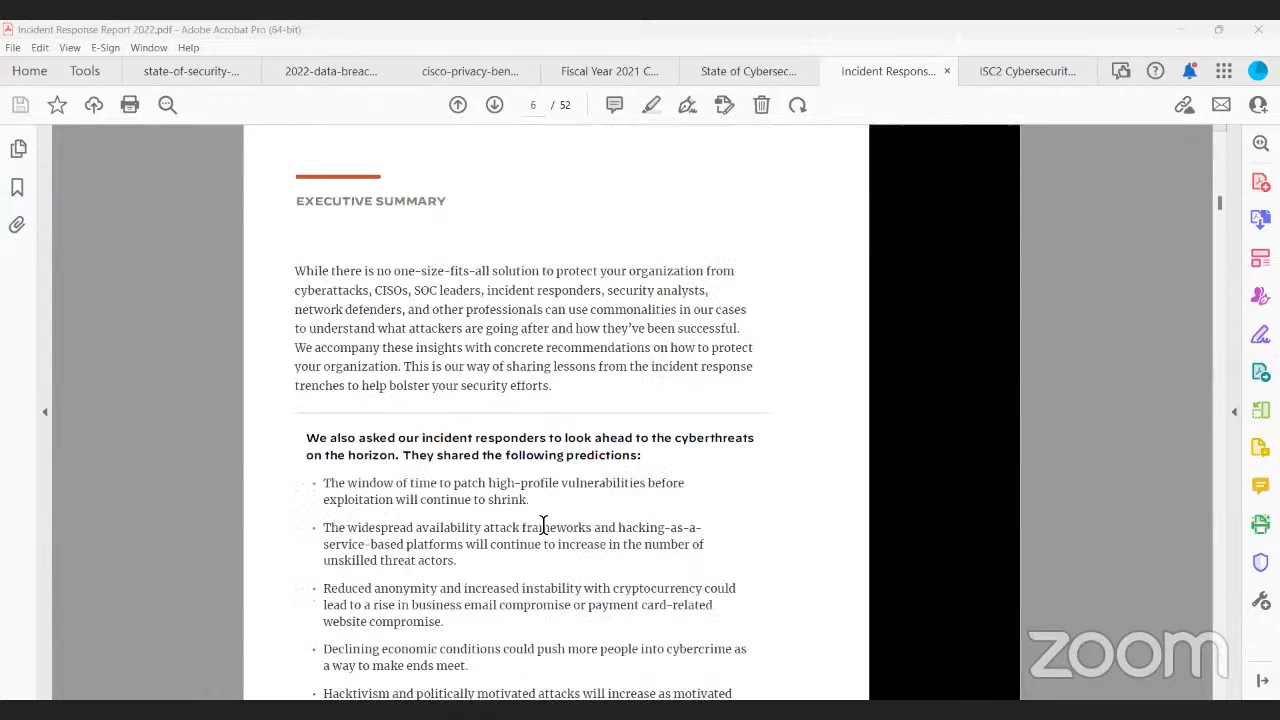 Incident Response Report 2022.pdf - Adobe Acrobat Pro (64-bit)
File Edit View E-Sign Window Help
Home Tools state-of-security-... 2022-data-breac... cisco-privacy-ben... Fiscal Year 2021 C... State of Cybersec... Incident Respons... × ISC2 Cybersecurit...
6 / 52
EXECUTIVE SUMMARY
While there is no one-size-fits-all solution to protect your organization from
cyberattacks, CISOs, SOC leaders, incident responders, security analysts,
network defenders, and other professionals can use commonalities in our cases
to understand what attackers are going after and how they've been successful.
We accompany these insights with concrete recommendations on how to protect
your organization. This is our way of sharing lessons from the incident response
trenches to help bolster your security efforts.
We also asked our incident responders to look ahead to the cyberthreats
on the horizon. They shared the following predictions:
• The window of time to patch high-profile vulnerabilities before
exploitation will continue to shrink.
• The widespread availability attack frameworks and hacking-as-a-
service-based platforms will continue to increase in the number of
unskilled threat actors.
• Reduced anonymity and increased instability with cryptocurrency could
lead to a rise in business email compromise or payment card-related
website compromise.
• Declining economic conditions could push more people into cybercrime as
a way to make ends meet.
• Hacktivism and politically motivated attacks will increase as motivated
zoom